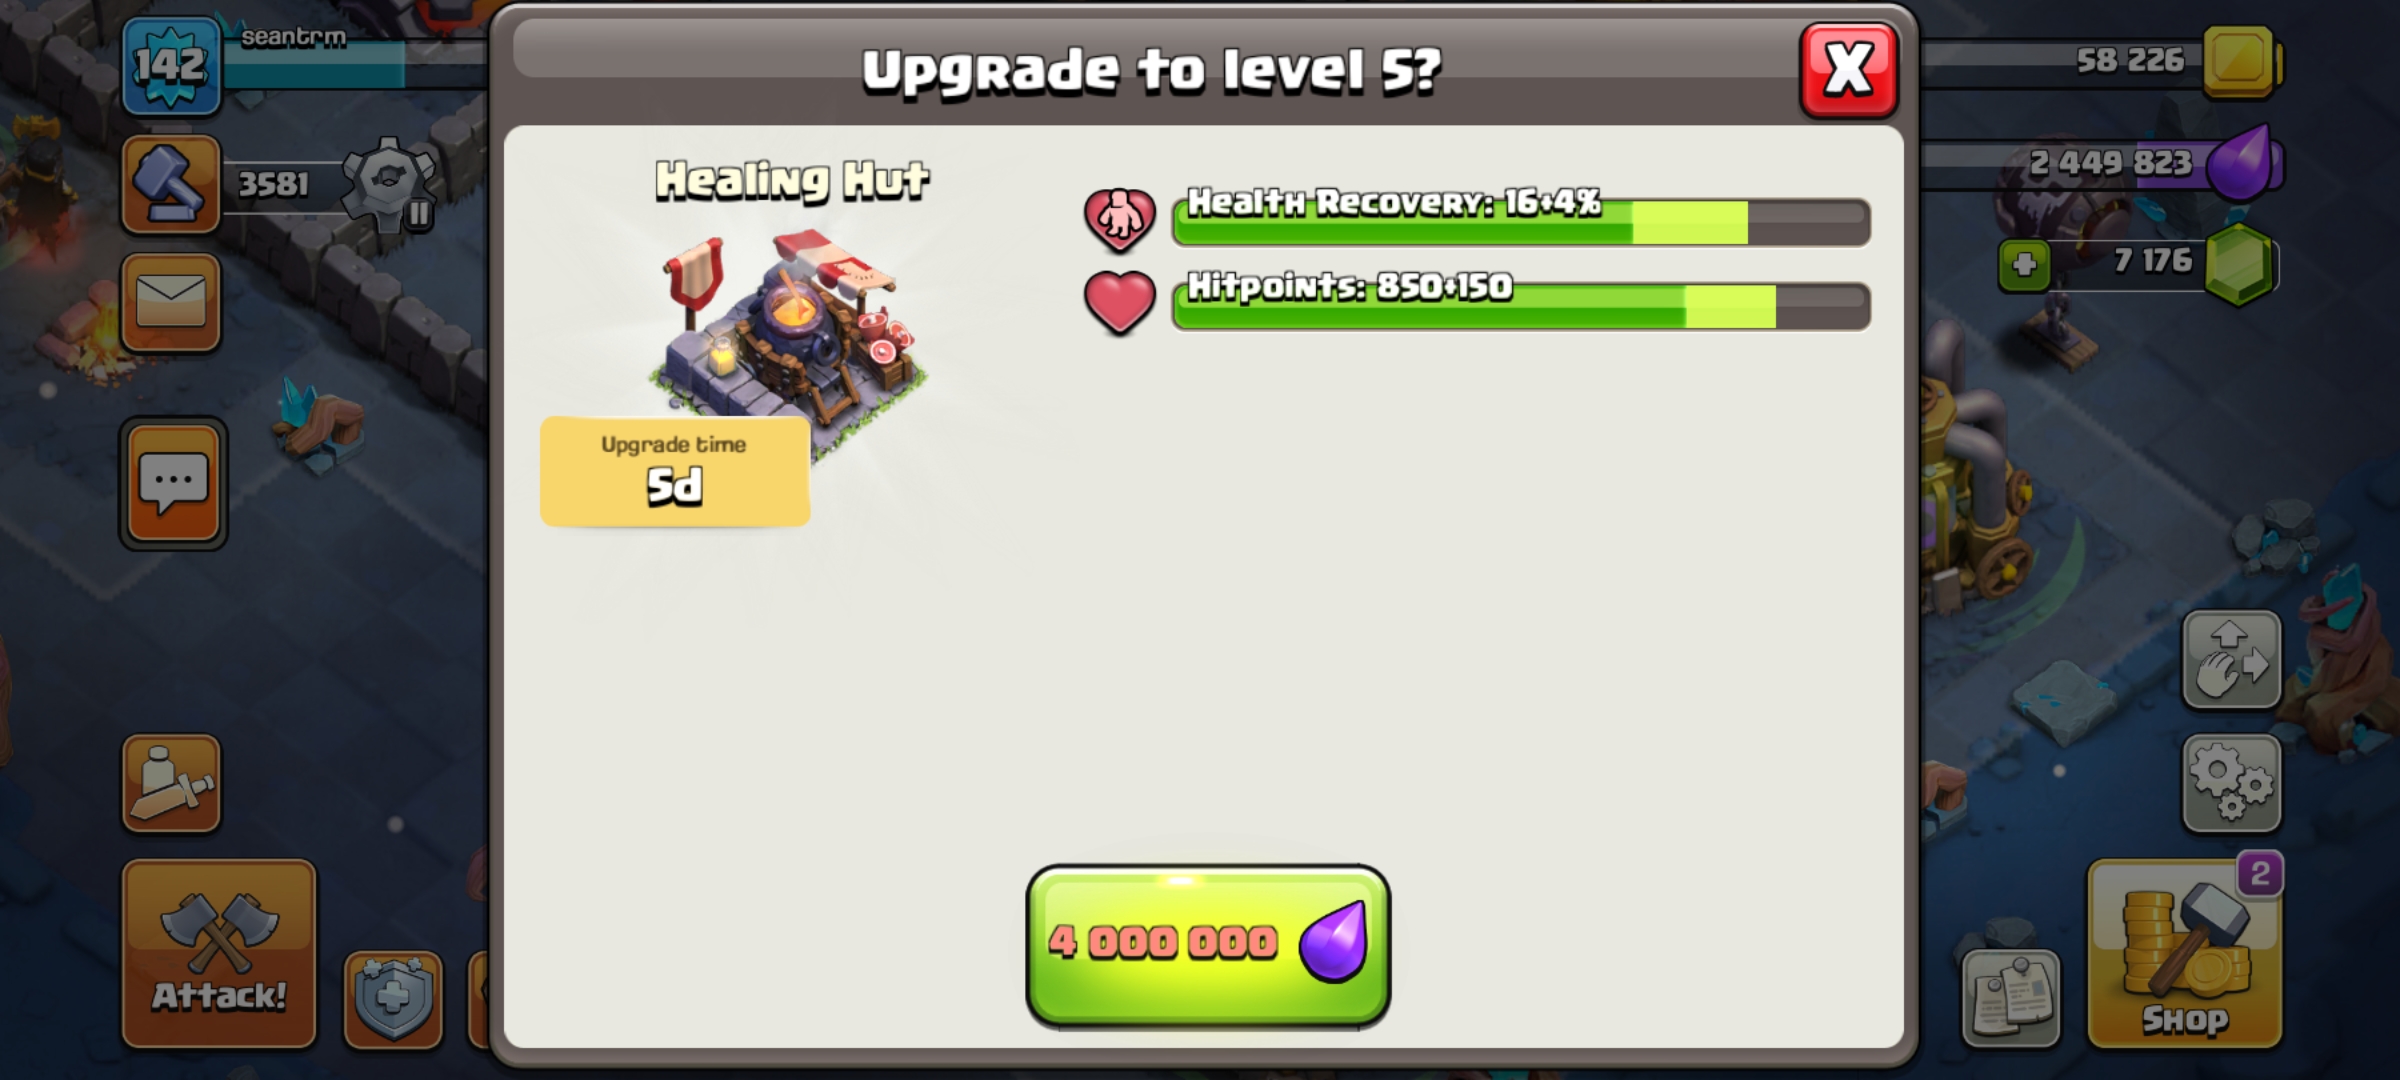 142
seantrm
Upgrade to level 5?
X
58 226
3581
2 449 823
7 176
Healing Hut
Health Recovery: 16+4%
Hitpoints: 850+150
Upgrade time
5d
4 000 000
Attack!
2
Shop